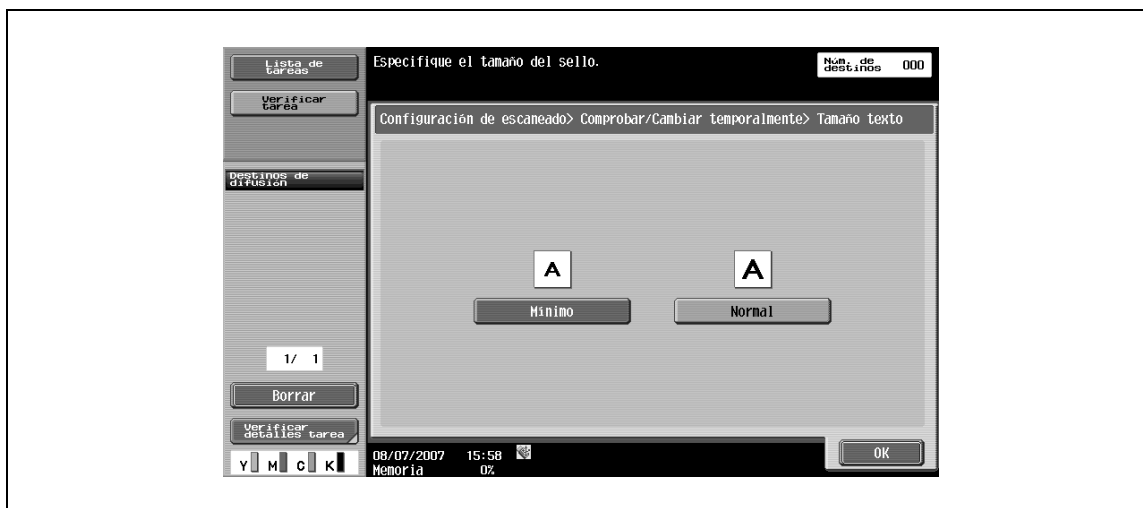 Lista de
tareas
Verificar
tarea
Destinos de
difusión
1/ 1
Borrar
Verificar
detalles tarea
Y M C K
Especifique el tamaño del sello.
Núm. de
destinos 000
Configuración de escaneado> Comprobar/Cambiar temporalmente> Tamaño texto
A A
Mínimo Normal
08/07/2007 15:58
Memoria 0%
OK